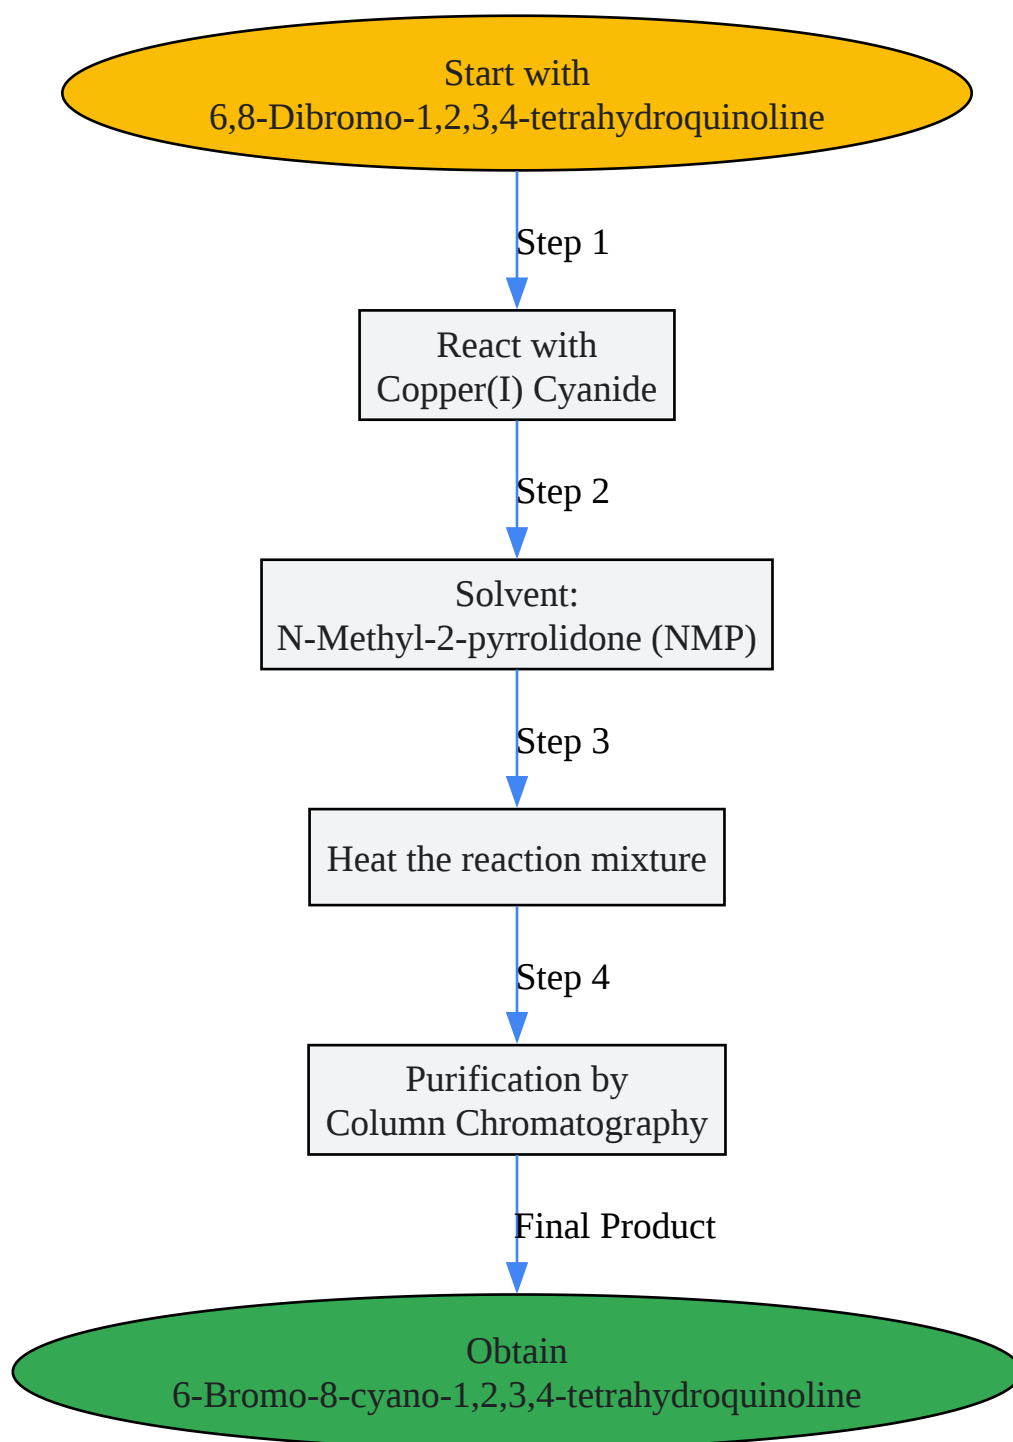 Start with
6,8-Dibromo-1,2,3,4-tetrahydroquinoline
Step 1
React with
Copper(I) Cyanide
Step 2
Solvent:
N-Methyl-2-pyrrolidone (NMP)
Step 3
Heat the reaction mixture
Step 4
Purification by
Column Chromatography
Final Product
Obtain
6-Bromo-8-cyano-1,2,3,4-tetrahydroquinoline